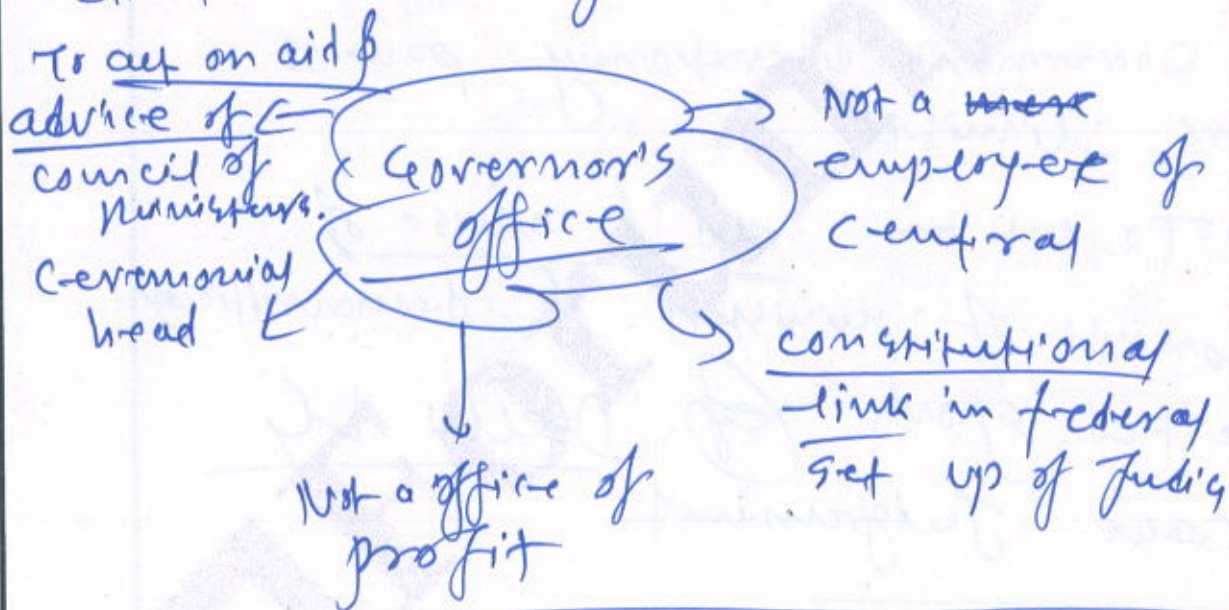 To act on aid &
advice of
council of
ministers.
Ceremonial
head
Governor's
office
Not a mere
employee of
Central
constitutional
link in federal
set up of Judic
Not a office of
profit